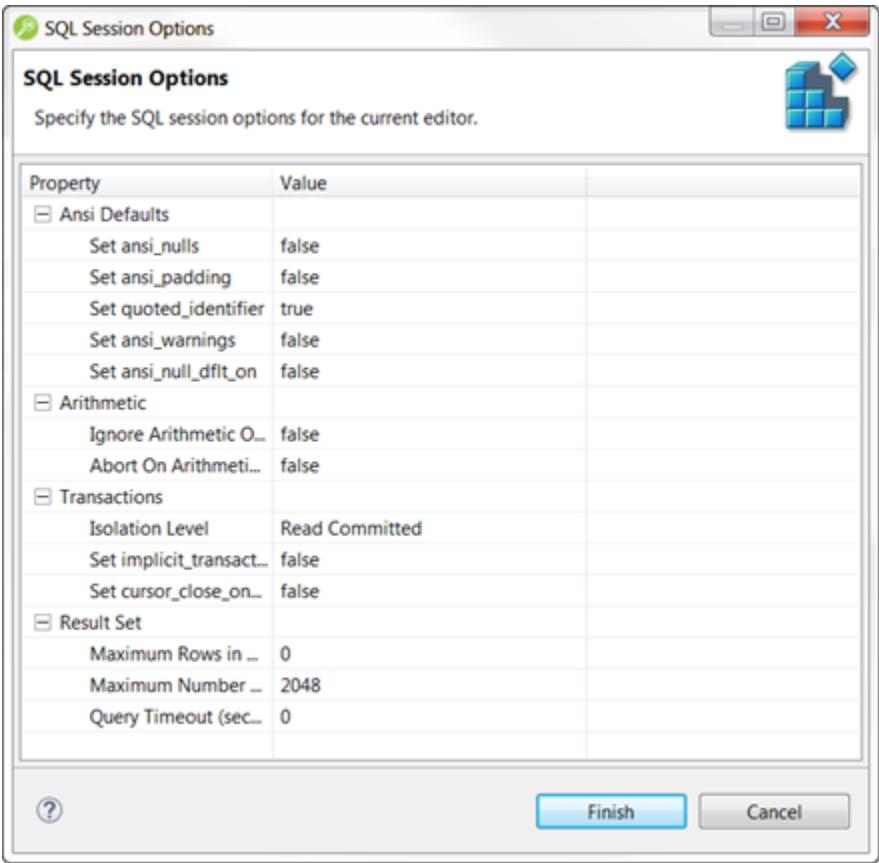 SQL Session Options
SQL Session Options
Specify the SQL session options for the current editor.
Property Value
Ansi Defaults
Set ansi_nulls false
Set ansi_padding false
Set quoted_identifier true
Set ansi_warnings false
Set ansi_null_dflt_on false
Arithmetic
Ignore Arithmetic O... false
Abort On Arithmeti... false
Transactions
Isolation Level Read Committed
Set implicit_transact... false
Set cursor_close_on... false
Result Set
Maximum Rows in ... 0
Maximum Number ... 2048
Query Timeout (sec... 0
Finish Cancel